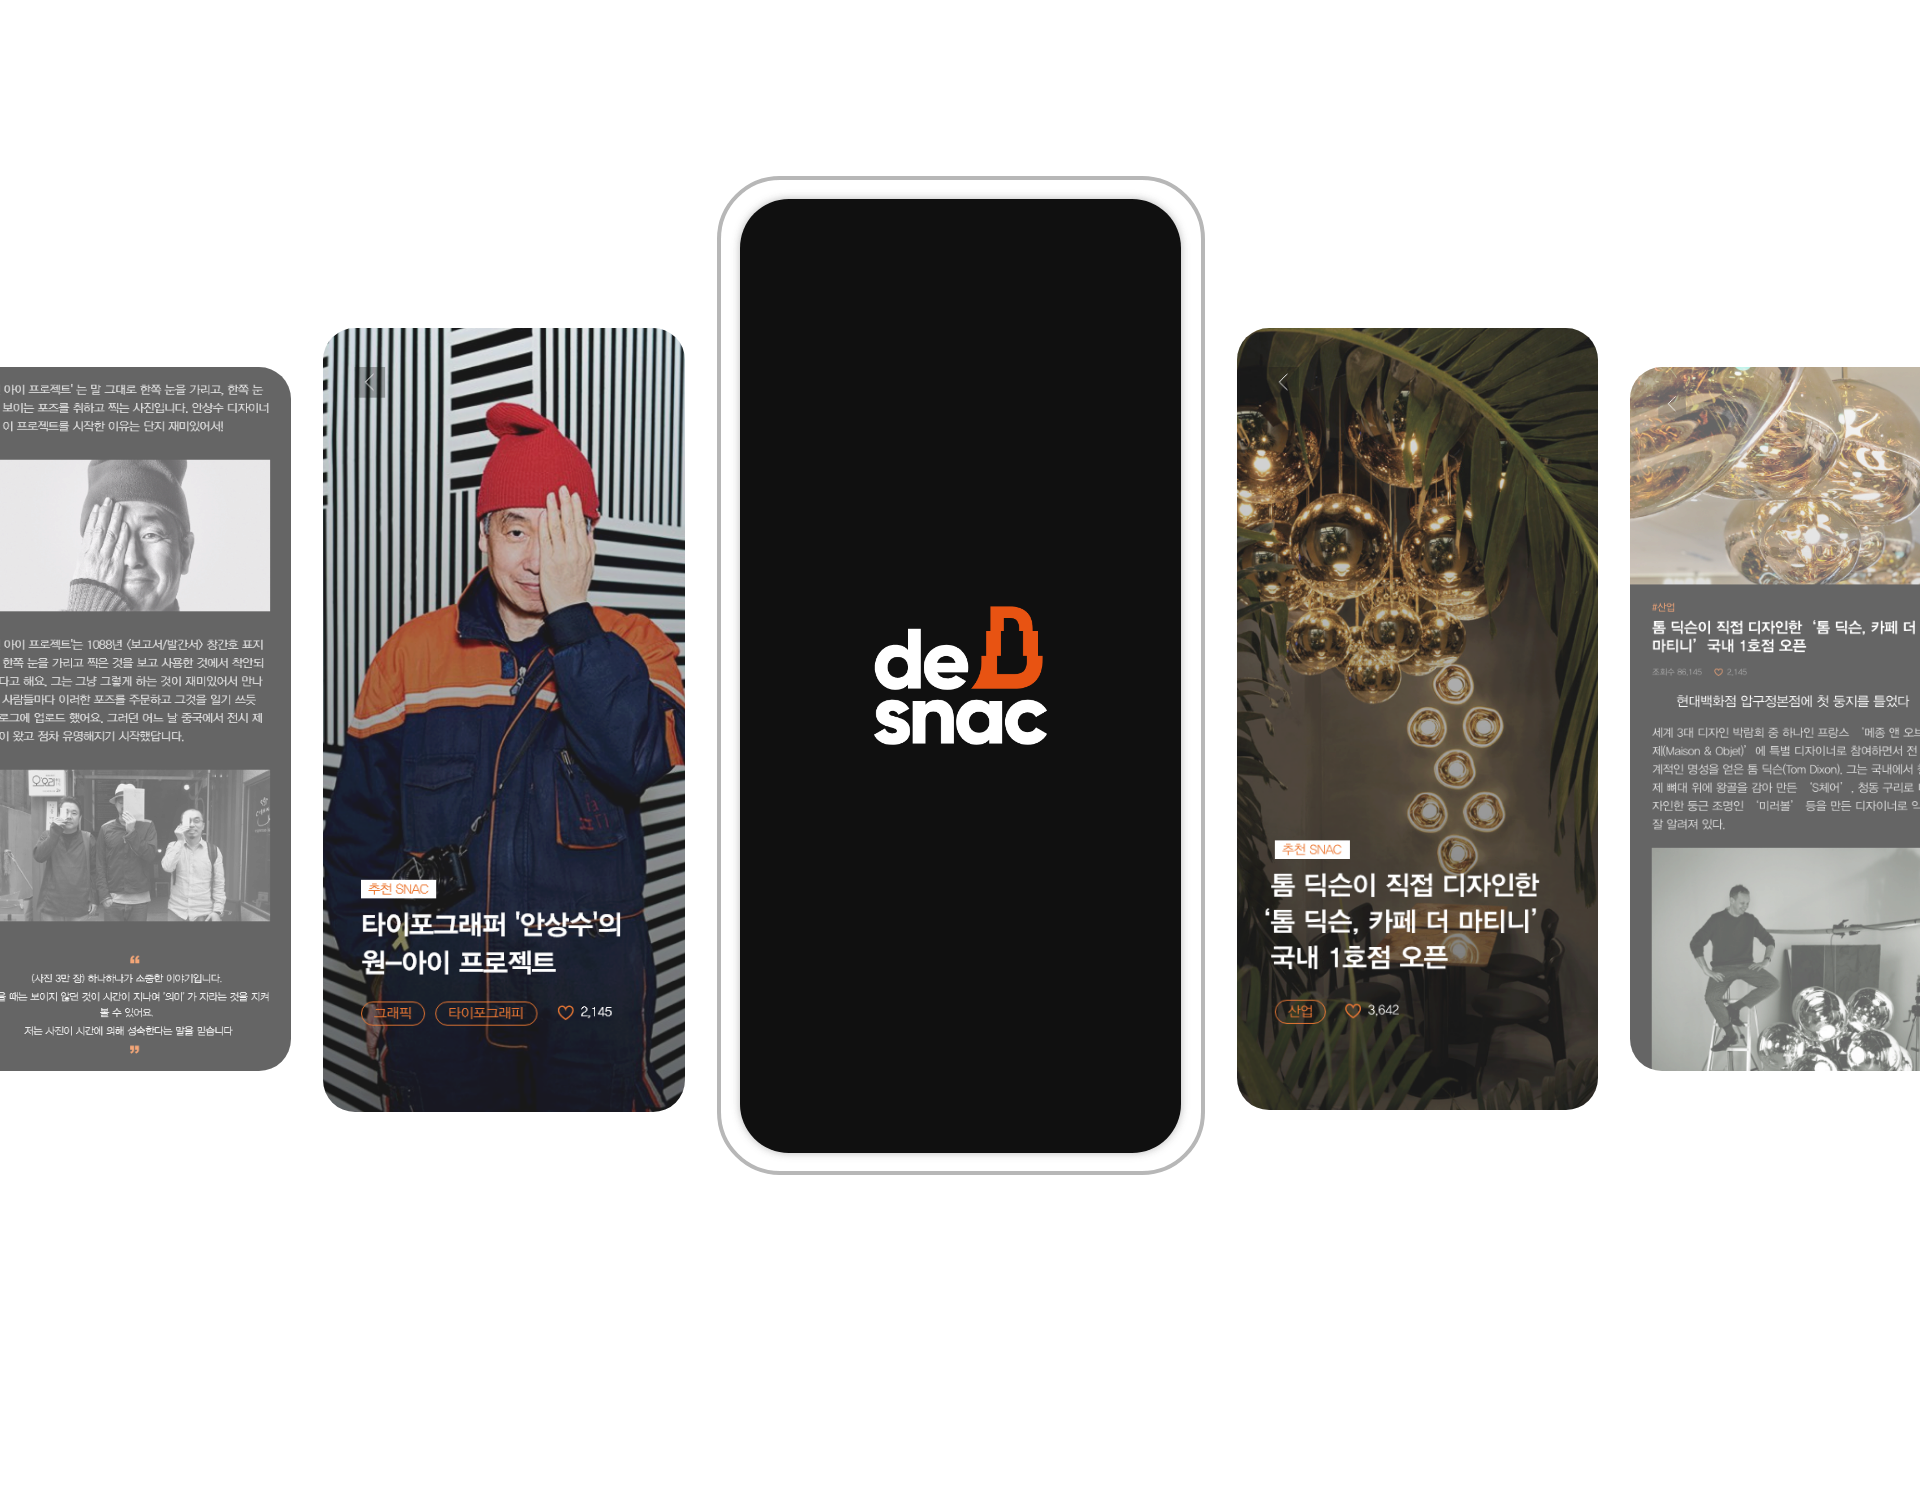 아이 프로젝트’ 는 말 그대로 한쪽 눈을 가리고, 한쪽 눈
보이는 포즈를 취하고 찍는 사진입니다. 안상수 디자이너
이 프로젝트를 시작한 이유는 단지 재미있어서!
아이 프로젝트’는 1088년 <보고서/발간서> 창간호 표지
한쪽 눈을 가리고 찍은 것을 보고 사용한 것에서 착안되
다고 해요. 그는 그냥 그렇게 하는 것이 재미있어서 만나
사람들마다 이러한 포즈를 주문하고 그것을 일기 쓰듯
로그에 업로드 했어요. 그러던 어느 날 중국에서 전시 제
이 왔고 점차 유명해지기 시작했답니다.
“
(사진 3만 장) 하나하나가 소중한 이야기입니다.
을 때는 보이지 않던 것이 시간이 지나며 '의미' 가 자라는 것을 지켜
볼 수 있어요.
저는 사진이 시간에 의해 성숙한다는 말을 믿습니다
”
추천 SNAC
타이포그래퍼 '안상수'의
원-아이 프로젝트
그래픽 타이포그래피 2,145
de D
snac
추천 SNAC
톰 딕슨이 직접 디자인한
‘톰 딕슨, 카페 더 마티니’
국내 1호점 오픈
산업 3,642
#산업
톰 딕슨이 직접 디자인한 ‘톰 딕슨, 카페 더
마티니’ 국내 1호점 오픈
조회수 86,145 2,145
현대백화점 압구정본점에 첫 둥지를 틀었다
세계 3대 디자인 박람회 중 하나인 프랑스 ‘메종 앤 오브
제(Maison & Objet)’ 에 특별 디자이너로 참여하면서 전
계적인 명성을 얻은 톰 딕슨(Tom Dixon). 그는 국내에서
제 뼈대 위에 왕골을 감아 만든 ‘S체어’ , 청동 구리로
자인한 둥근 조명인 ‘미러볼’ 등을 만든 디자이너로
잘 알려져 있다.